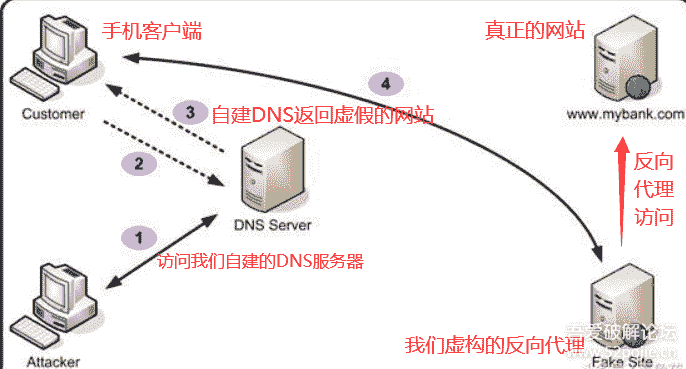 手机客户端
真正的网站
4
Customer
3
自建DNS返回虚假的网站
www.mybank.com
2
反向
代理
访问
DNS Server
1
访问我们自建的DNS服务器
我们虚构的反向代理
吾爱破解论坛
www.52pojie.cn
Attacker
Fake Site